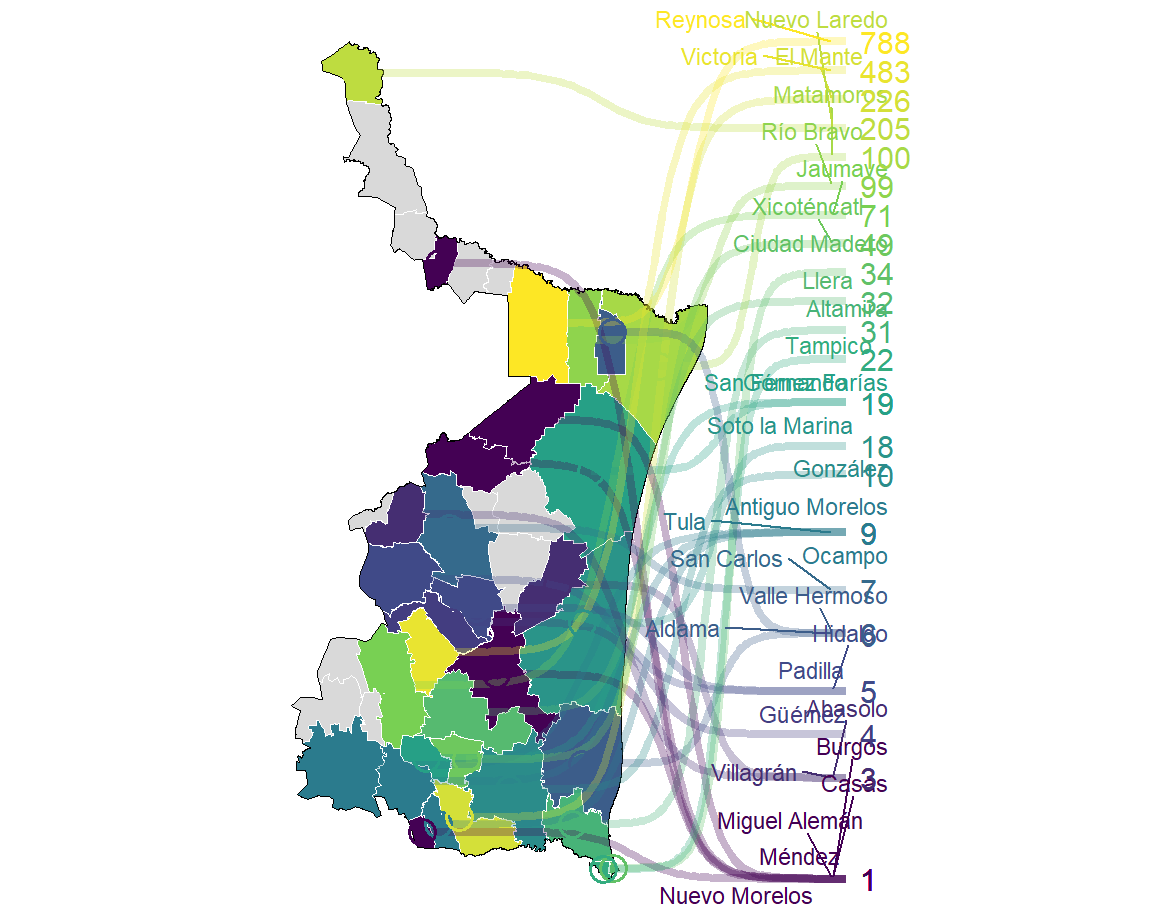 Reynosa Nuevo Laredo
788
Victoria El Mante
483
Matamoros
226
205
Río Bravo
100
Jaumave
99
Xicoténcatl
71
Ciudad Madero
49
34
Llera
32
Altamira
31
Tampico
22
San Fernando Gómez Farías
19
Soto la Marina
18
González
10
Antiguo Morelos
Tula
9
Ocampo
San Carlos
7
Valle Hermoso
Aldama
Hidalgo
6
Padilla
5
Abasolo
Güémez
4
Burgos
Villagrán
3
Casas
Miguel Alemán
Méndez
1
Nuevo Morelos